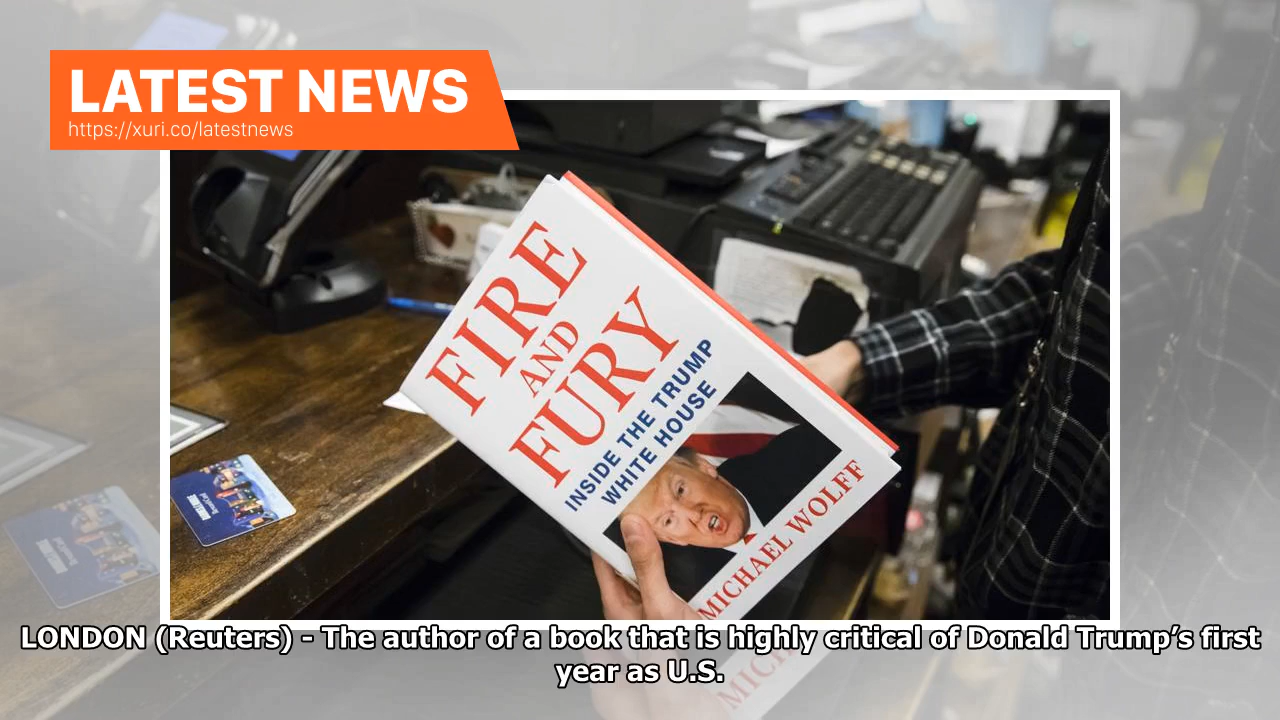 LATEST NEWS
https://xuri.co/latestnews
FIRE
AND
FURY
INSIDE THE TRUMP
WHITE HOUSE
MICHAEL WOLFF
LONDON (Reuters) - The author of a book that is highly critical of Donald Trump’s first
year as U.S.